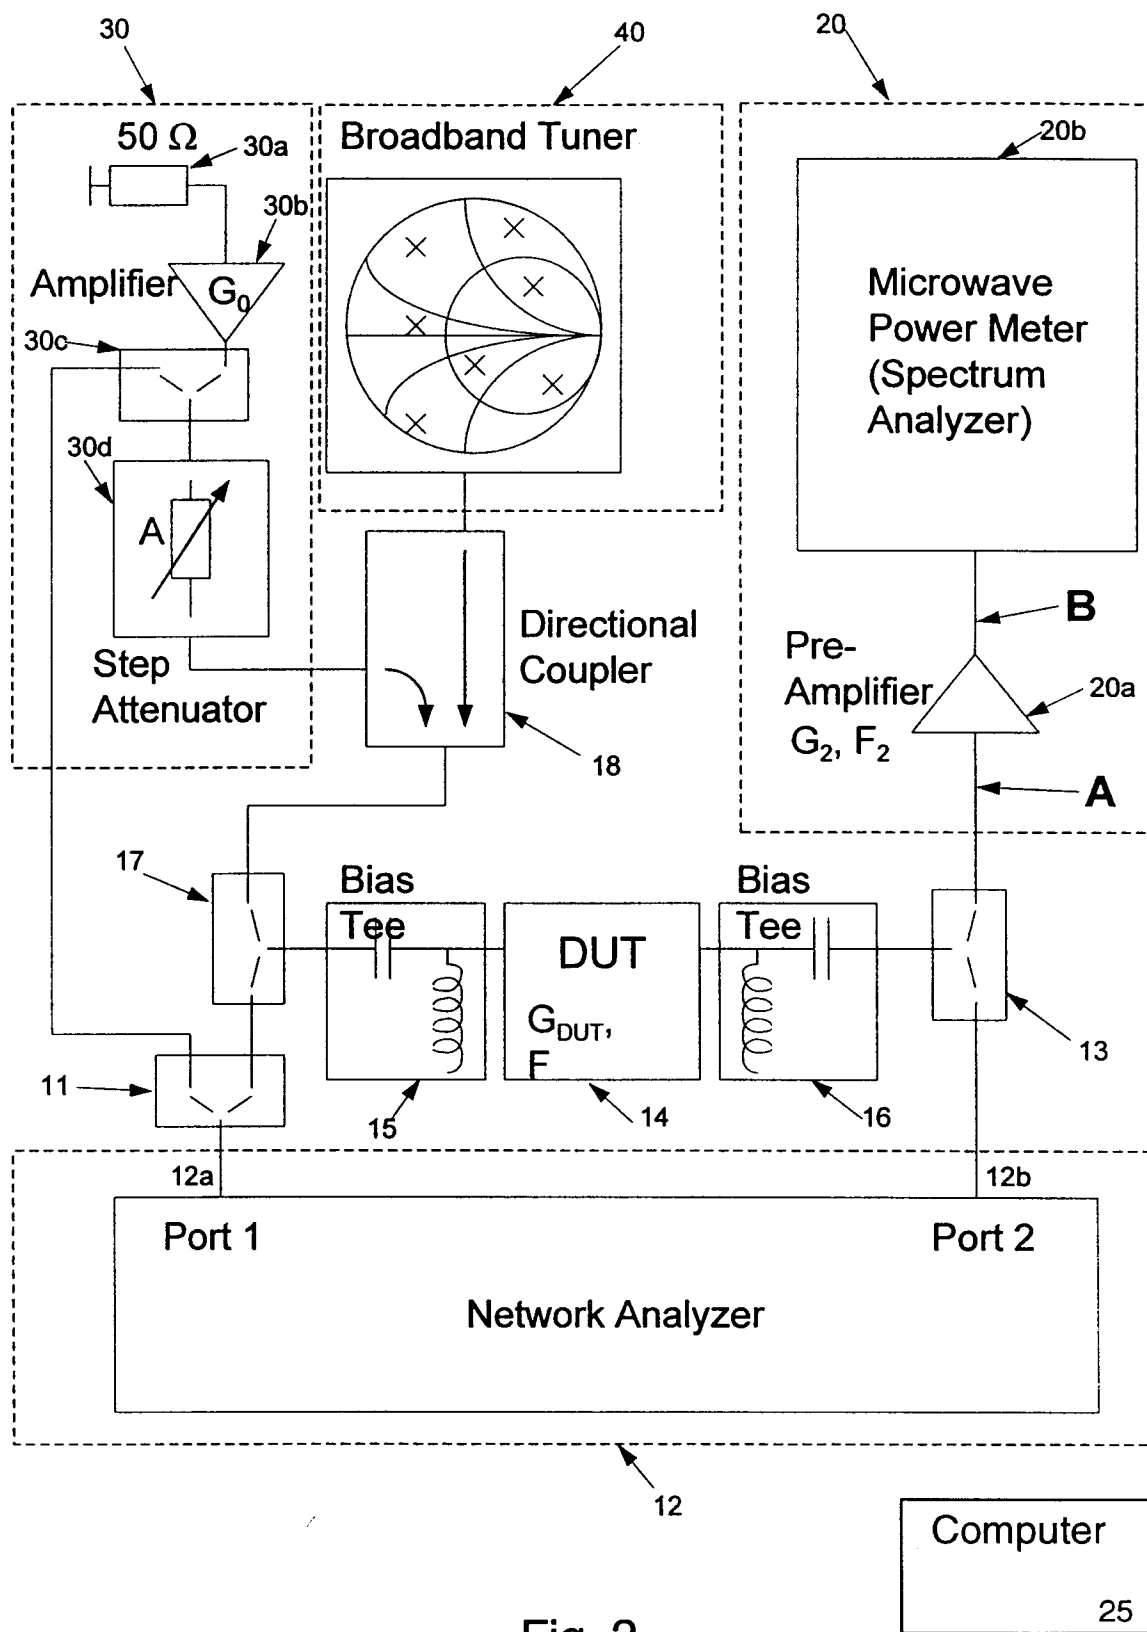 30
40
20
50 Ω
30a
Broadband Tuner
20b
30b
Amplifier
G0
30c
Microwave
Power Meter
(Spectrum
Analyzer)
30d
A
Step
Attenuator
Directional
Coupler
18
B
Pre-
Amplifier
G2, F2
20a
A
17
Bias
Tee
DUT
GDUT,
F
Bias
Tee
13
11
15
14
16
12a
12b
Port 1
Port 2
Network Analyzer
12
Computer
25